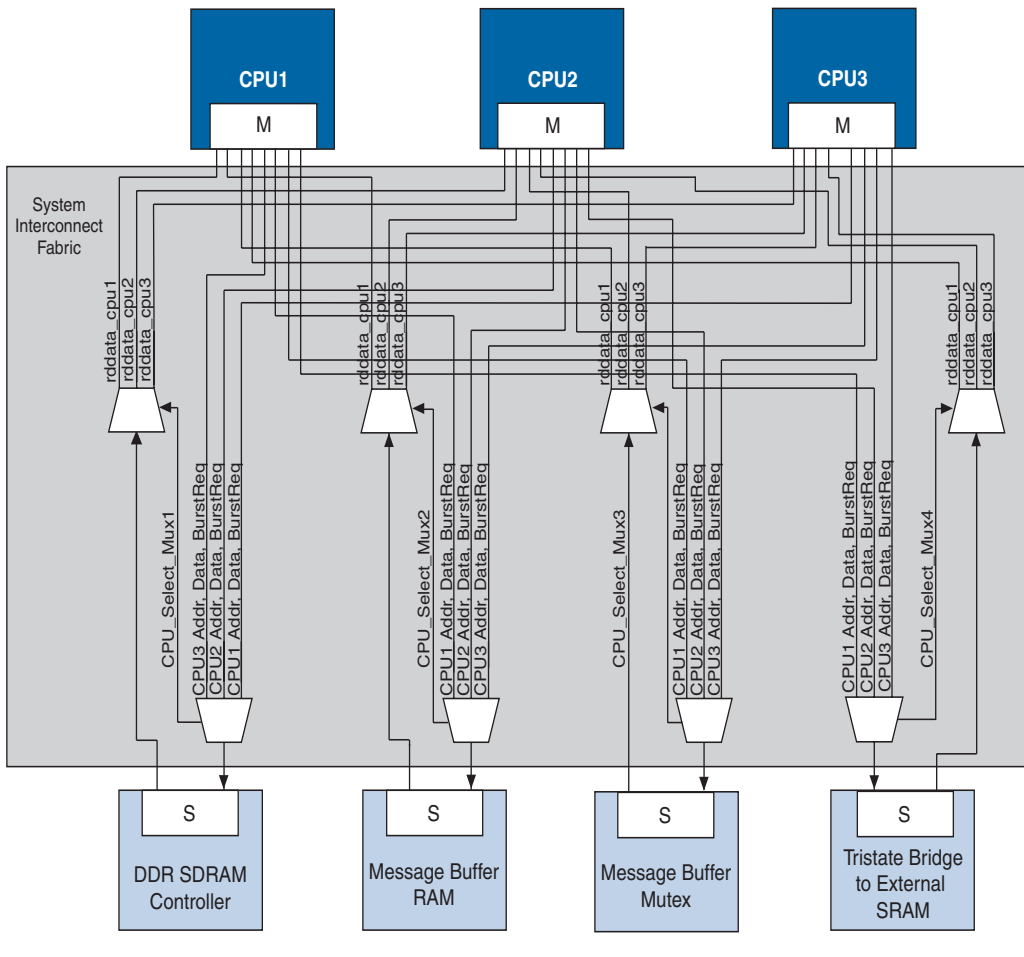 CPU1
CPU2
CPU3
M
M
M
System
Interconnect
Fabric
rddata_cpu1
rddata_cpu2
rddata_cpu3
rddata_cpu1
rddata_cpu2
rddata_cpu3
rddata_cpu1
rddata_cpu2
rddata_cpu3
rddata_cpu1
rddata_cpu2
rddata_cpu3
CPU_Select_Mux1
CPU3 Addr, Data, BurstReq
CPU2 Addr, Data, BurstReq
CPU1 Addr, Data, BurstReq
CPU_Select_Mux2
CPU1 Addr, Data, BurstReq
CPU2 Addr, Data, BurstReq
CPU3 Addr, Data, BurstReq
CPU_Select_Mux3
CPU1 Addr, Data, BurstReq
CPU2 Addr, Data, BurstReq
CPU3 Addr, Data, BurstReq
CPU1 Addr, Data, BurstReq
CPU2 Addr, Data, BurstReq
CPU3 Addr, Data, BurstReq
CPU_Select_Mux4
S
DDR SDRAM
Controller
S
Message Buffer
RAM
S
Message Buffer
Mutex
S
Tristate Bridge
to External
SRAM